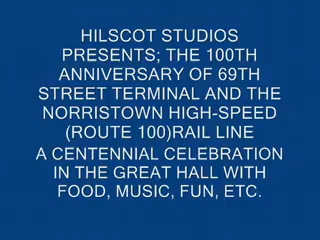 HILSCOT STUDIOS
PRESENTS; THE 100TH
ANNIVERSARY OF 69TH
STREET TERMINAL AND THE
NORRISTOWN HIGH-SPEED
(ROUTE 100)RAIL LINE
A CENTENNIAL CELEBRATION
IN THE GREAT HALL WITH
FOOD, MUSIC, FUN, ETC.